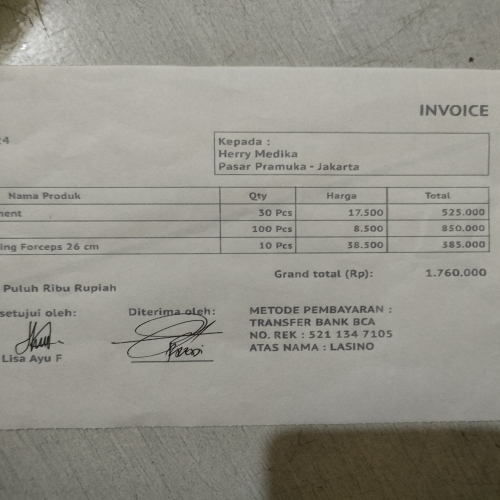 INVOICE
Kepada :
Herry Medika
Pasar Pramuka - Jakarta
Nama Produk Qty Harga Total
30 Pcs 17.500 525.000
100 Pcs 8.500 850.000
Forceps 26 cm 10 Pcs 38.500 385.000
Grand total (Rp): 1.760.000
Puluh Ribu Rupiah
setujui oleh: Diterima oleh: METODE PEMBAYARAN :
TRANSFER BANK BCA
NO. REK : 521 134 7105
ATAS NAMA : LASINO
Lisa Ayu F